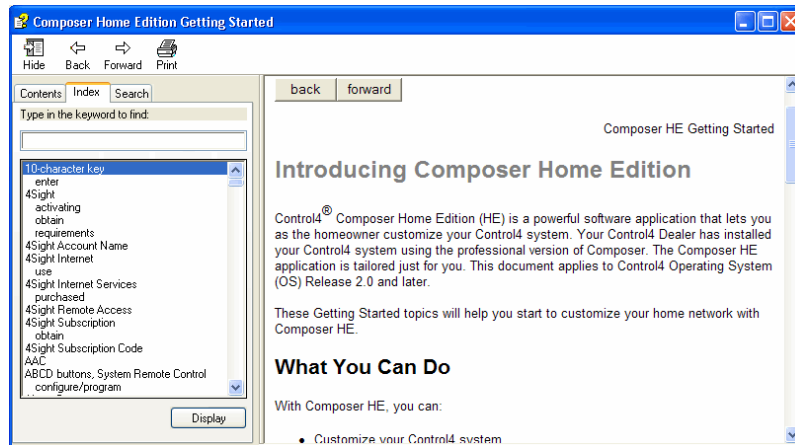 Composer Home Edition Getting Started
Hide Back Forward Print
Contents Index Search
Type in the keyword to find:
10-character key
enter
4Sight
activating
obtain
requirements
4Sight Account Name
4Sight Internet
use
4Sight Internet Services
purchased
4Sight Remote Access
4Sight Subscription
obtain
4Sight Subscription Code
AAC
ABCD buttons, System Remote Control
configure/program
Display
back forward
Composer HE Getting Started
Introducing Composer Home Edition
Control4® Composer Home Edition (HE) is a powerful software application that lets you
as the homeowner customize your Control4 system. Your Control4 Dealer has installed
your Control4 system using the professional version of Composer. The Composer HE
application is tailored just for you. This document applies to Control4 Operating System
(OS) Release 2.0 and later.
These Getting Started topics will help you start to customize your home network with
Composer HE.
What You Can Do
With Composer HE, you can:
• Customize your Control4 system